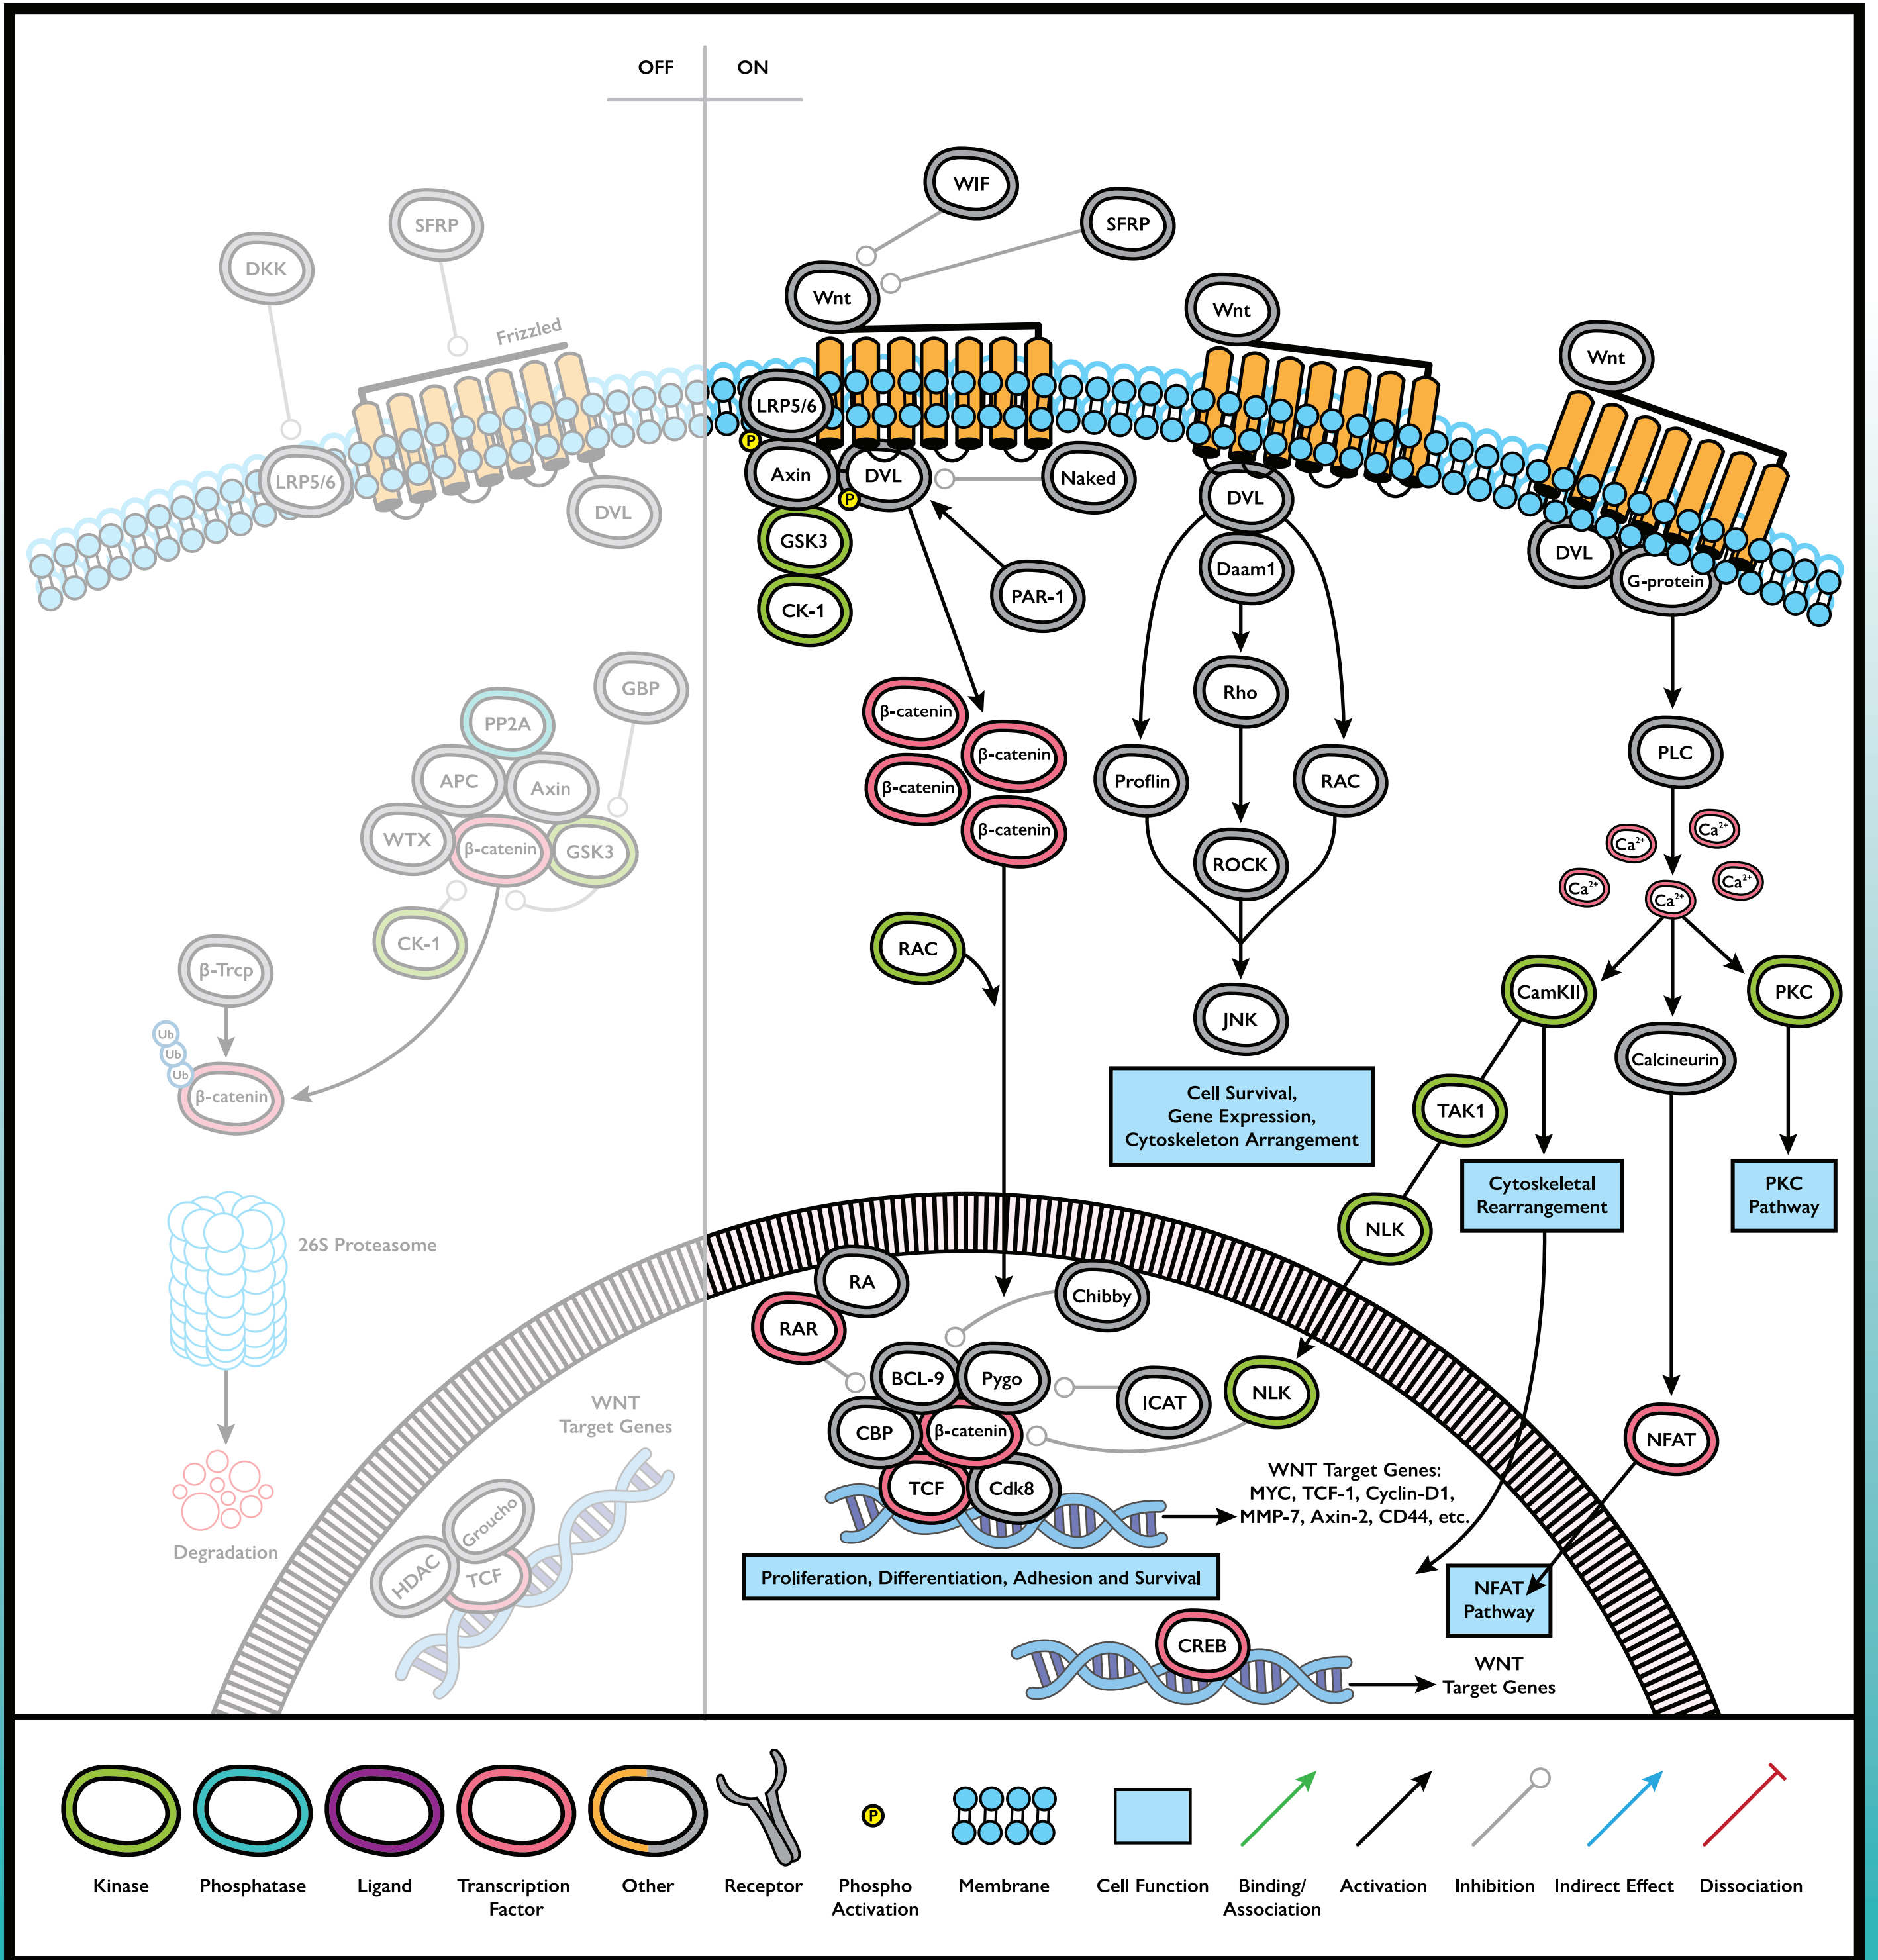 OFF
ON
WIF
SFRP
SFRP
DKK
Wnt
Wnt
Wnt
Frizzled
LRP5/6
P
LRP5/6
Axin
DVL
P
Naked
DVL
DVL
DVL
G-protein
GSK3
Daam1
CK-1
PAR-1
GBP
PP2A
APC
Axin
WTX
β-catenin
GSK3
CK-1
β-catenin
β-catenin
β-catenin
β-catenin
Rho
Proflin
RAC
PLC
ROCK
Ca2+
Ca2+
Ca2+
Ca2+
Ca2+
RAC
β-Trcp
Ub
Ub
Ub
β-catenin
JNK
CamKII
PKC
Calcineurin
Cell Survival,
Gene Expression,
Cytoskeleton Arrangement
TAK1
Cytoskeletal
Rearrangement
PKC
Pathway
NLK
26S Proteasome
Degradation
RA
RAR
Chibby
BCL-9
Pygo
ICAT
NLK
CBP
β-catenin
TCF
Cdk8
NFAT
WNT
Target Genes
Groucho
HDAC
TCF
WNT Target Genes:
MYC, TCF-1, Cyclin-D1,
MMP-7, Axin-2, CD44, etc.
Proliferation, Differentiation, Adhesion and Survival
NFAT
Pathway
CREB
WNT
Target Genes
P
Kinase
Phosphatase
Ligand
Transcription
Factor
Other
Receptor
Phospho
Activation
Membrane
Cell Function
Binding/
Association
Activation
Inhibition
Indirect Effect
Dissociation